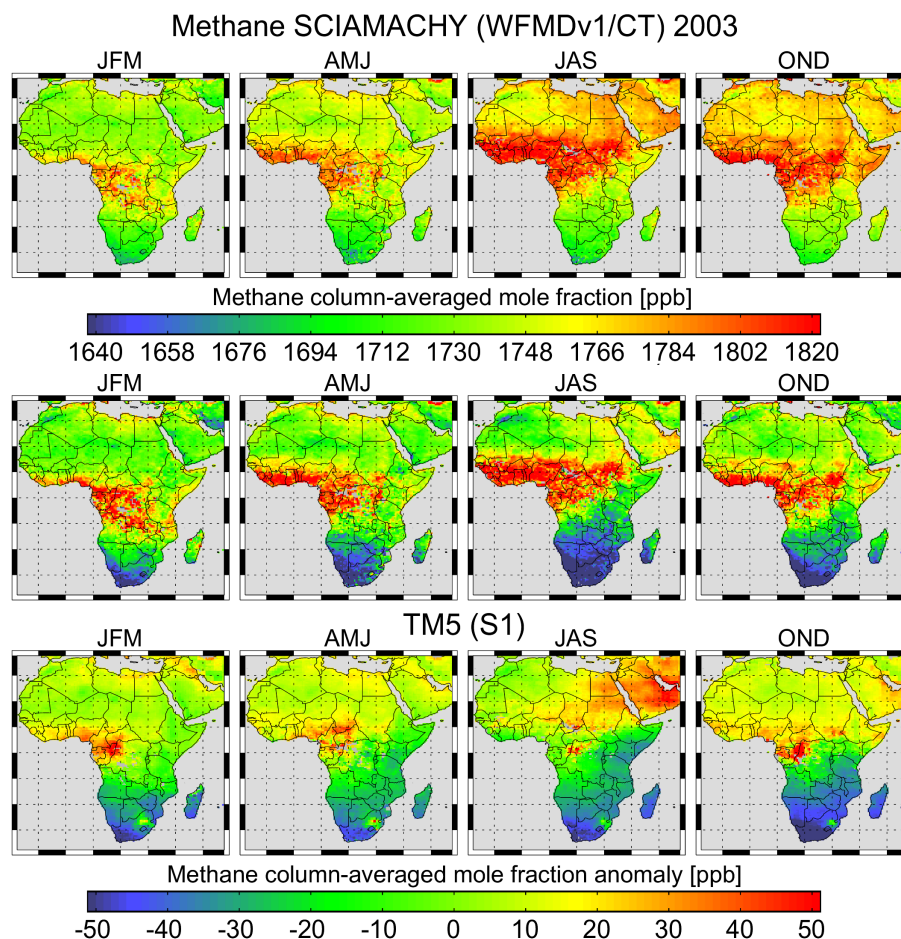 Methane SCIAMACHY (WFMDv1/CT) 2003
JFM AMJ JAS OND
Methane column-averaged mole fraction [ppb]
1640 1658 1676 1694 1712 1730 1748 1766 1784 1802 1820
JFM AMJ JAS OND
TM5 (S1)
JFM AMJ JAS OND
Methane column-averaged mole fraction anomaly [ppb]
-50 -40 -30 -20 -10 0 10 20 30 40 50